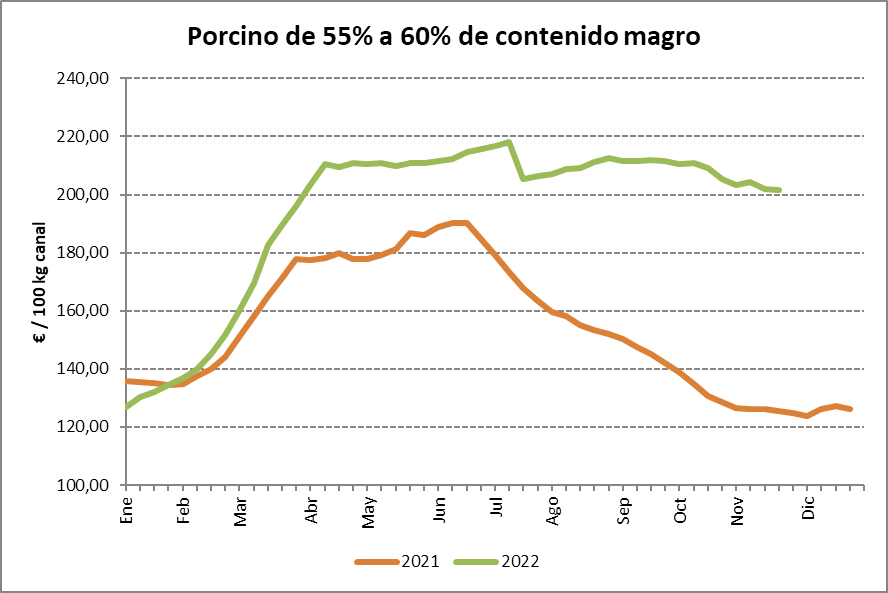 Porcino de 55% a 60% de contenido magro
€ / 100 kg canal
240,00
220,00
200,00
180,00
160,00
140,00
120,00
100,00
Ene
Feb
Mar
Abr
May
Jun
Jul
Ago
Sep
Oct
Nov
Dic
2021
2022